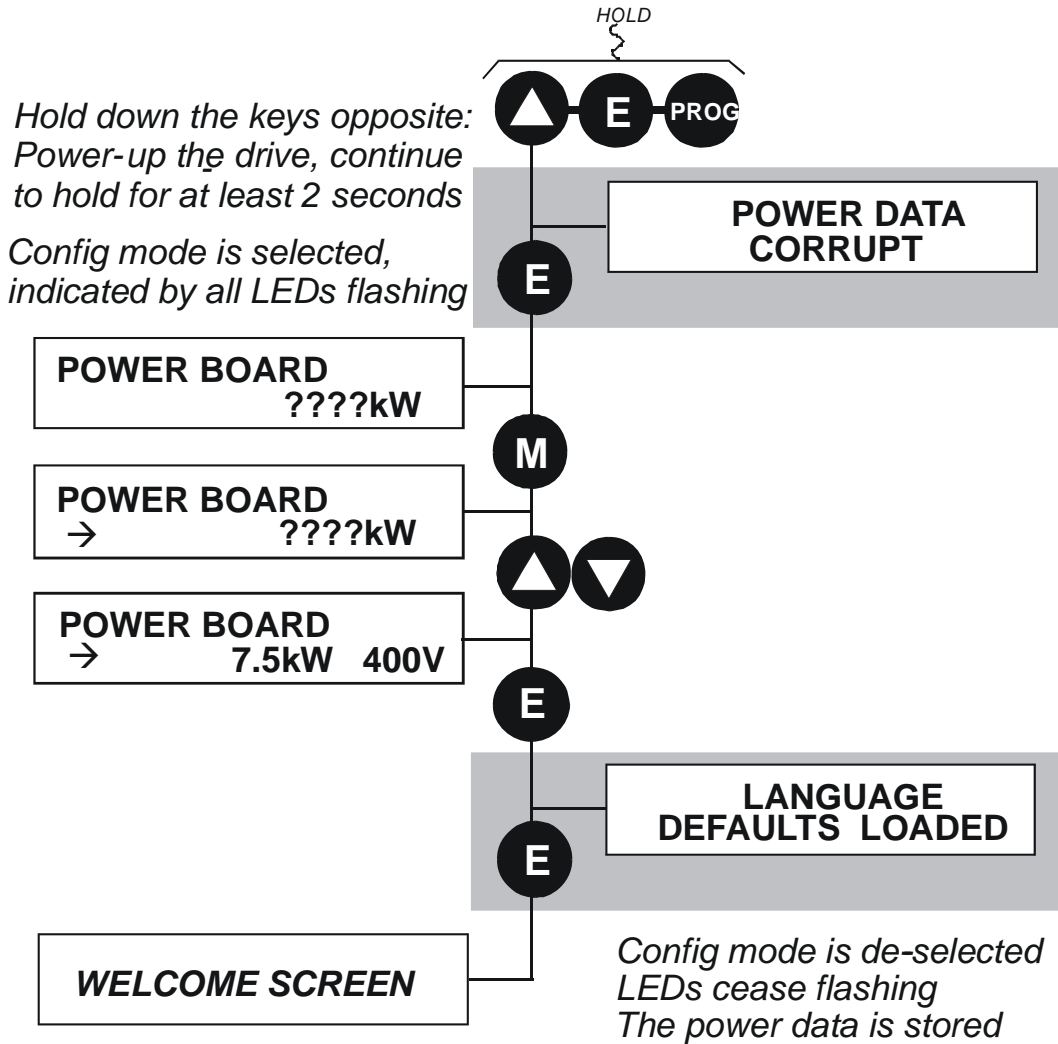 HOLD
E PROG
Hold down the keys opposite:
Power-up the drive, continue
to hold for at least 2 seconds
POWER DATA
CORRUPT
Config mode is selected,
indicated by all LEDs flashing
E
POWER BOARD
????kW
M
POWER BOARD
→ ????kW
POWER BOARD
→ 7.5kW 400V
E
LANGUAGE
DEFAULTS LOADED
E
WELCOME SCREEN
Config mode is de-selected
LEDs cease flashing
The power data is stored